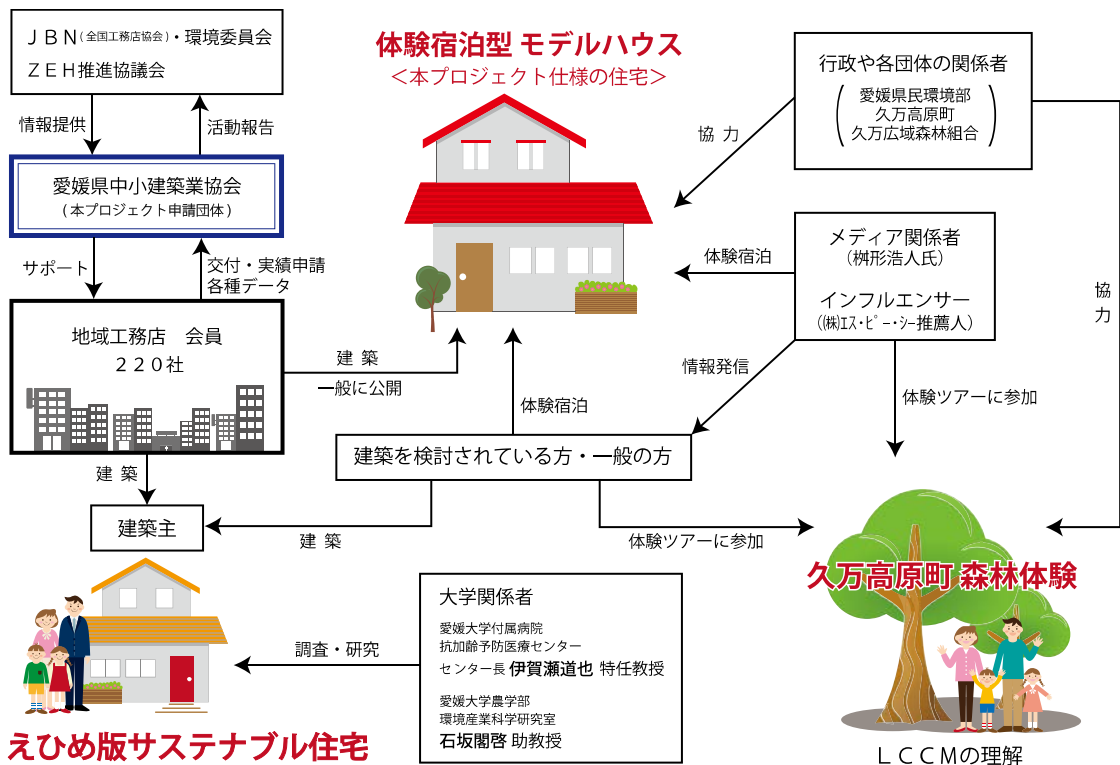 ＪＢＮ(全国工務店協会)・環境委員会
ＺＥＨ推進協議会
情報提供
活動報告
愛媛県中小建築業協会
(本プロジェクト申請団体)
サポート
交付・実績申請
各種データ
地域工務店　会員
２２０社
建 築
建築主
体験宿泊型 モデルハウス
＜本プロジェクト仕様の住宅＞
建 築
一般に公開
体験宿泊
協 力
体験宿泊
情報発信
行政や各団体の関係者
愛媛県民環境部
久万高原町
久万広域森林組合
メディア関係者
(桝形浩人氏)
インフルエンサー
(㈱ｴｽ･ﾋﾟｰ･ｼｰ推薦人)
協
力
体験ツアーに参加
建築を検討されている方・一般の方
建 築
体験ツアーに参加
久万高原町 森林体験
ＬＣＣＭの理解
大学関係者
愛媛大学付属病院
抗加齢予防医療センター
センター長 伊賀瀬道也 特任教授
愛媛大学農学部
環境産業科学研究室
石坂閣啓 助教授
調査・研究
えひめ版サステナブル住宅